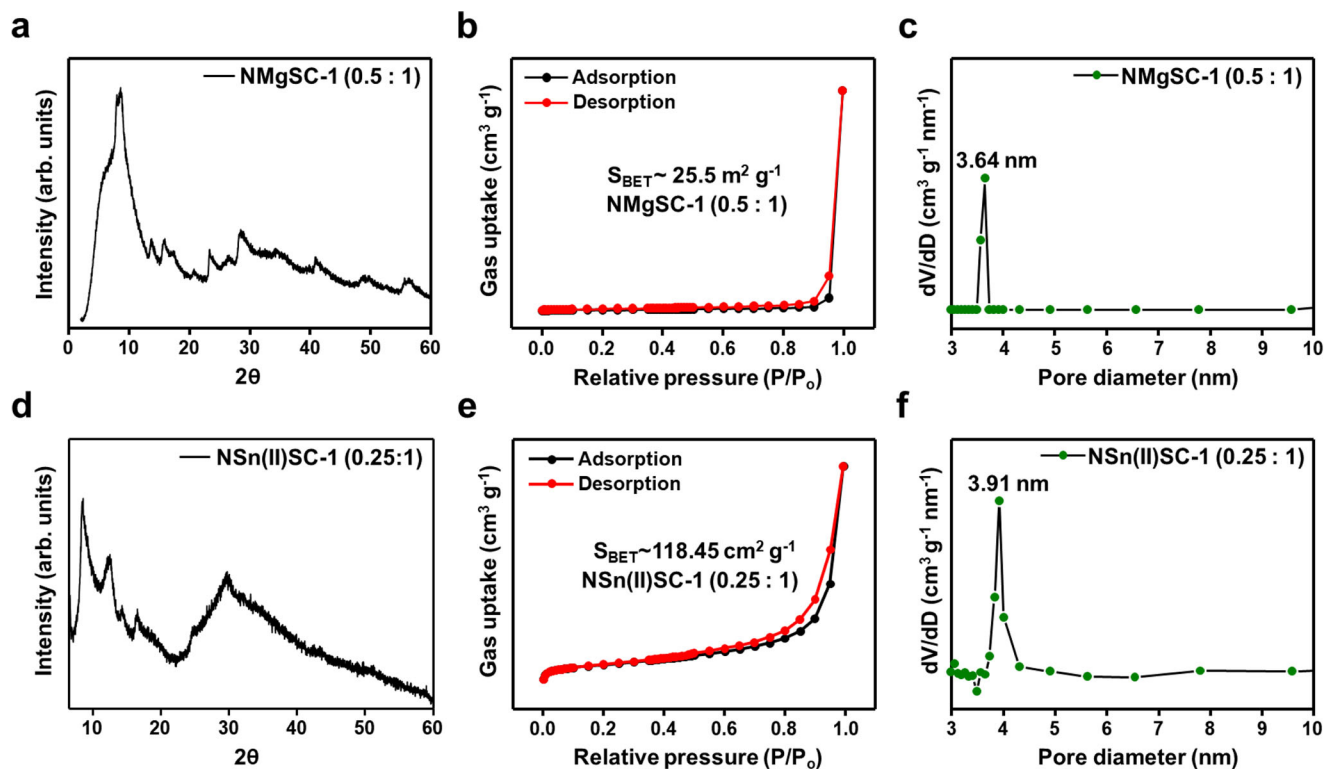 a
NMgSC-1 (0.5 : 1)
Intensity (arb. units)
0 10 20 30 40 50 60
2θ
b
Adsorption
Desorption
S_BET~ 25.5 m² g⁻¹
NMgSC-1 (0.5 : 1)
Gas uptake (cm³ g⁻¹)
0.0 0.2 0.4 0.6 0.8 1.0
Relative pressure (P/P₀)
c
NMgSC-1 (0.5 : 1)
3.64 nm
dV/dD (cm³ g⁻¹ nm⁻¹)
3 4 5 6 7 8 9 10
Pore diameter (nm)
d
NSn(II)SC-1 (0.25:1)
Intensity (arb. units)
10 20 30 40 50 60
2θ
e
Adsorption
Desorption
S_BET~118.45 cm² g⁻¹
NSn(II)SC-1 (0.25 : 1)
Gas uptake (cm³ g⁻¹)
0.0 0.2 0.4 0.6 0.8 1.0
Relative pressure (P/P₀)
f
NSn(II)SC-1 (0.25 : 1)
3.91 nm
dV/dD (cm³ g⁻¹ nm⁻¹)
3 4 5 6 7 8 9 10
Pore diameter (nm)